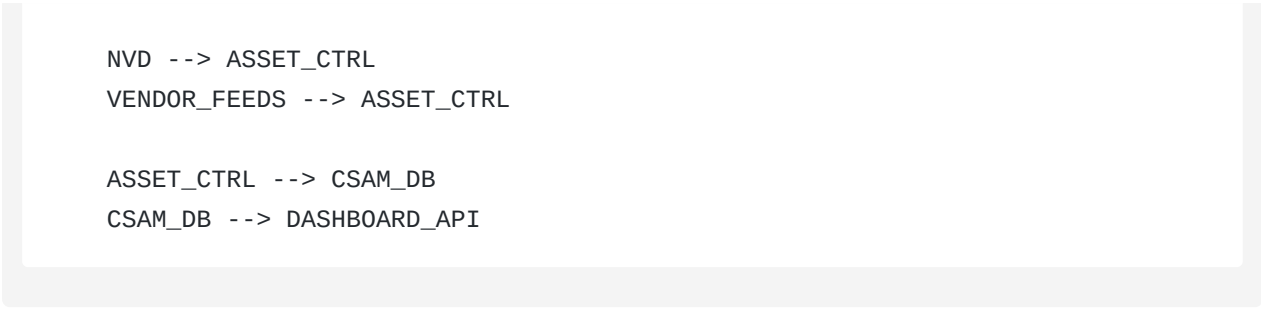 NVD --> ASSET_CTRL
VENDOR_FEEDS --> ASSET_CTRL
ASSET_CTRL --> CSAM_DB
CSAM_DB --> DASHBOARD_API